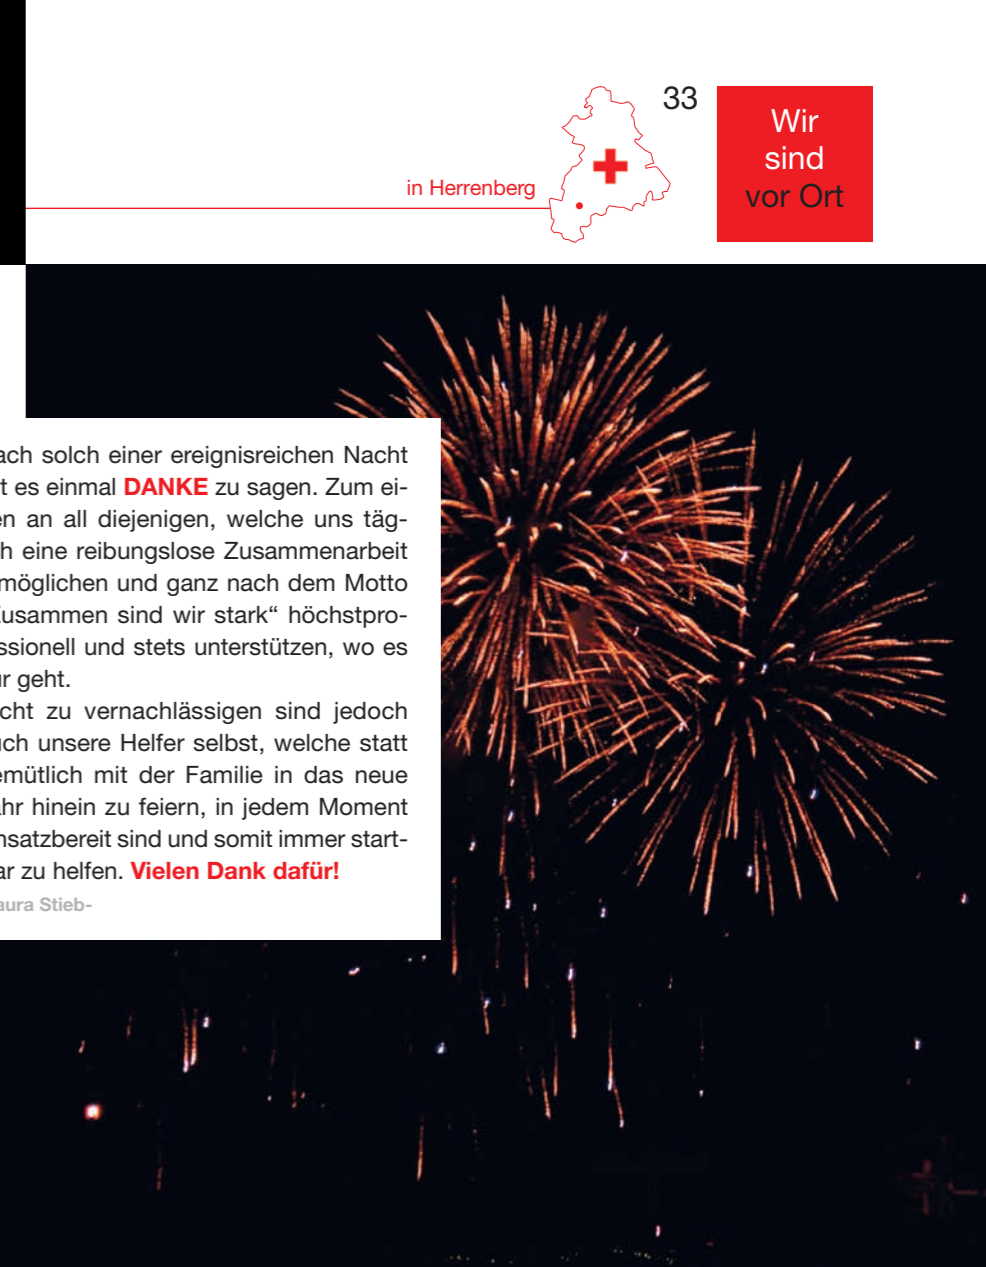 33
Wir
sind
vor Ort
in Herrenberg
ach solch einer ereignisreichen Nacht
t es einmal DANKE zu sagen. Zum ei-
en an all diejenigen, welche uns täg-
h eine reibungslose Zusammenarbeit
möglichen und ganz nach dem Motto
Zusammen sind wir stark“ höchstpro-
ssionell und stets unterstützen, wo es
r geht.
cht zu vernachlässigen sind jedoch
uch unsere Helfer selbst, welche statt
emütlich mit der Familie in das neue
ahr hinein zu feiern, in jedem Moment
nsatzbereit sind und somit immer start-
ar zu helfen. Vielen Dank dafür!
aura Stieb-